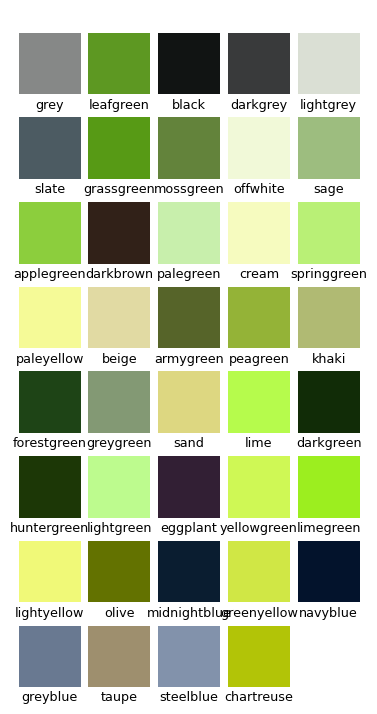 grey leafgreen black darkgrey lightgrey
slate grassgreen mossgreen offwhite sage
applegreen darkbrown palegreen cream springgreen
paleyellow beige armygreen peagreen khaki
forestgreen greygreen sand lime darkgreen
huntergreen lightgreen eggplant yellowgreen limegreen
lightyellow olive midnightblue greenyellow navyblue
greyblue taupe steelblue chartreuse